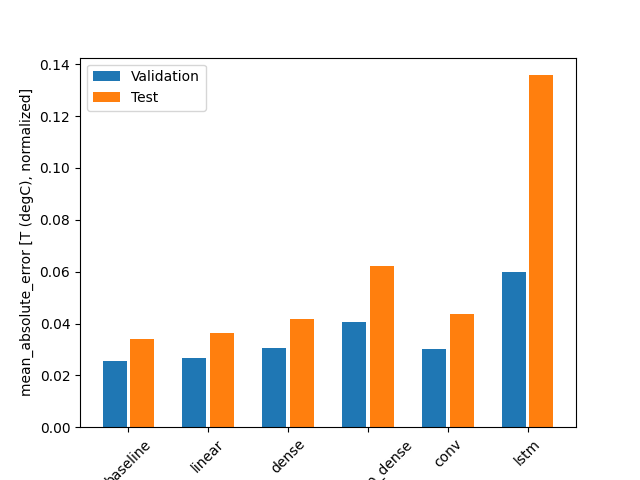 Validation
Test
mean_absolute_error [T (degC), normalized]
0.14
0.12
0.10
0.08
0.06
0.04
0.02
0.00
baseline
linear
dense
_dense
conv
lstm